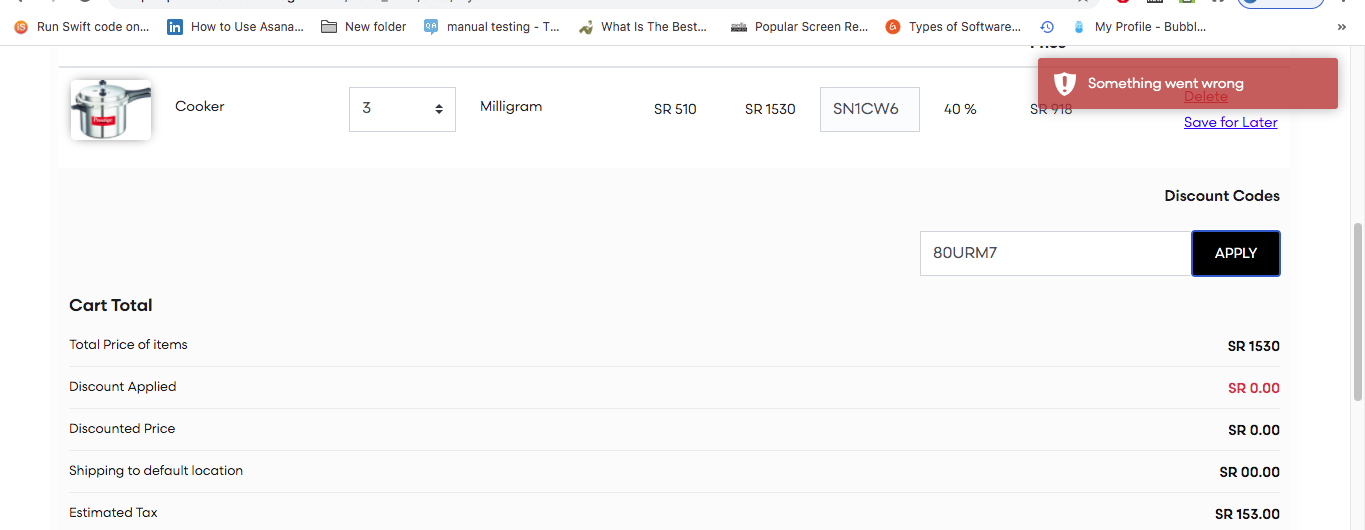 Run Swift code on... How to Use Asana... New folder manual testing - T... What Is The Best... Popular Screen Re... Types of Software... My Profile - Bubbl... »
Something went wrong
Cooker 3 Milligram SR 510 SR 1530 SN1CW6 40 % SR 918 Delete
Save for Later
Discount Codes
80URM7 APPLY
Cart Total
Total Price of items SR 1530
Discount Applied SR 0.00
Discounted Price SR 0.00
Shipping to default location SR 00.00
Estimated Tax SR 153.00